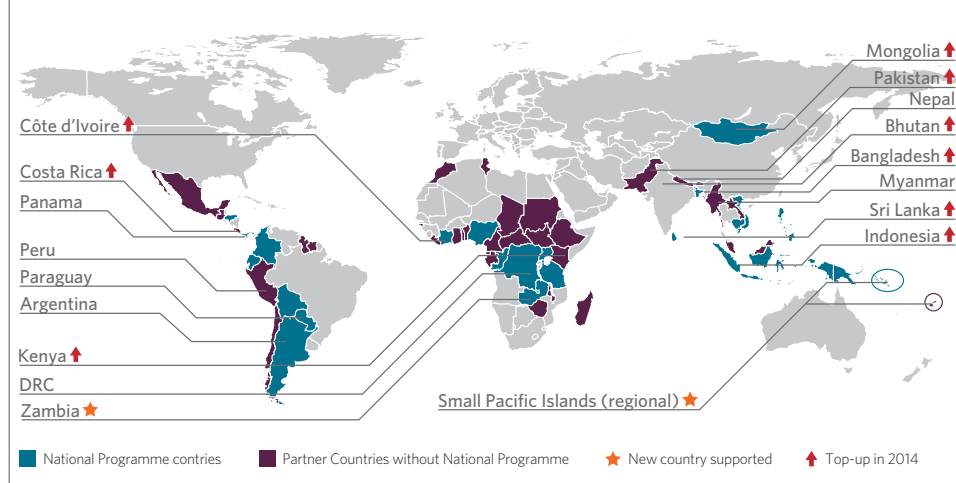 Mongolia
Pakistan
Nepal
Côte d'Ivoire
Bhutan
Bangladesh
Costa Rica
Myanmar
Panama
Sri Lanka
Indonesia
Peru
Paraguay
Argentina
Kenya
DRC
Zambia
Small Pacific Islands (regional)
National Programme contries
Partner Countries without National Programme
New country supported
Top-up in 2014